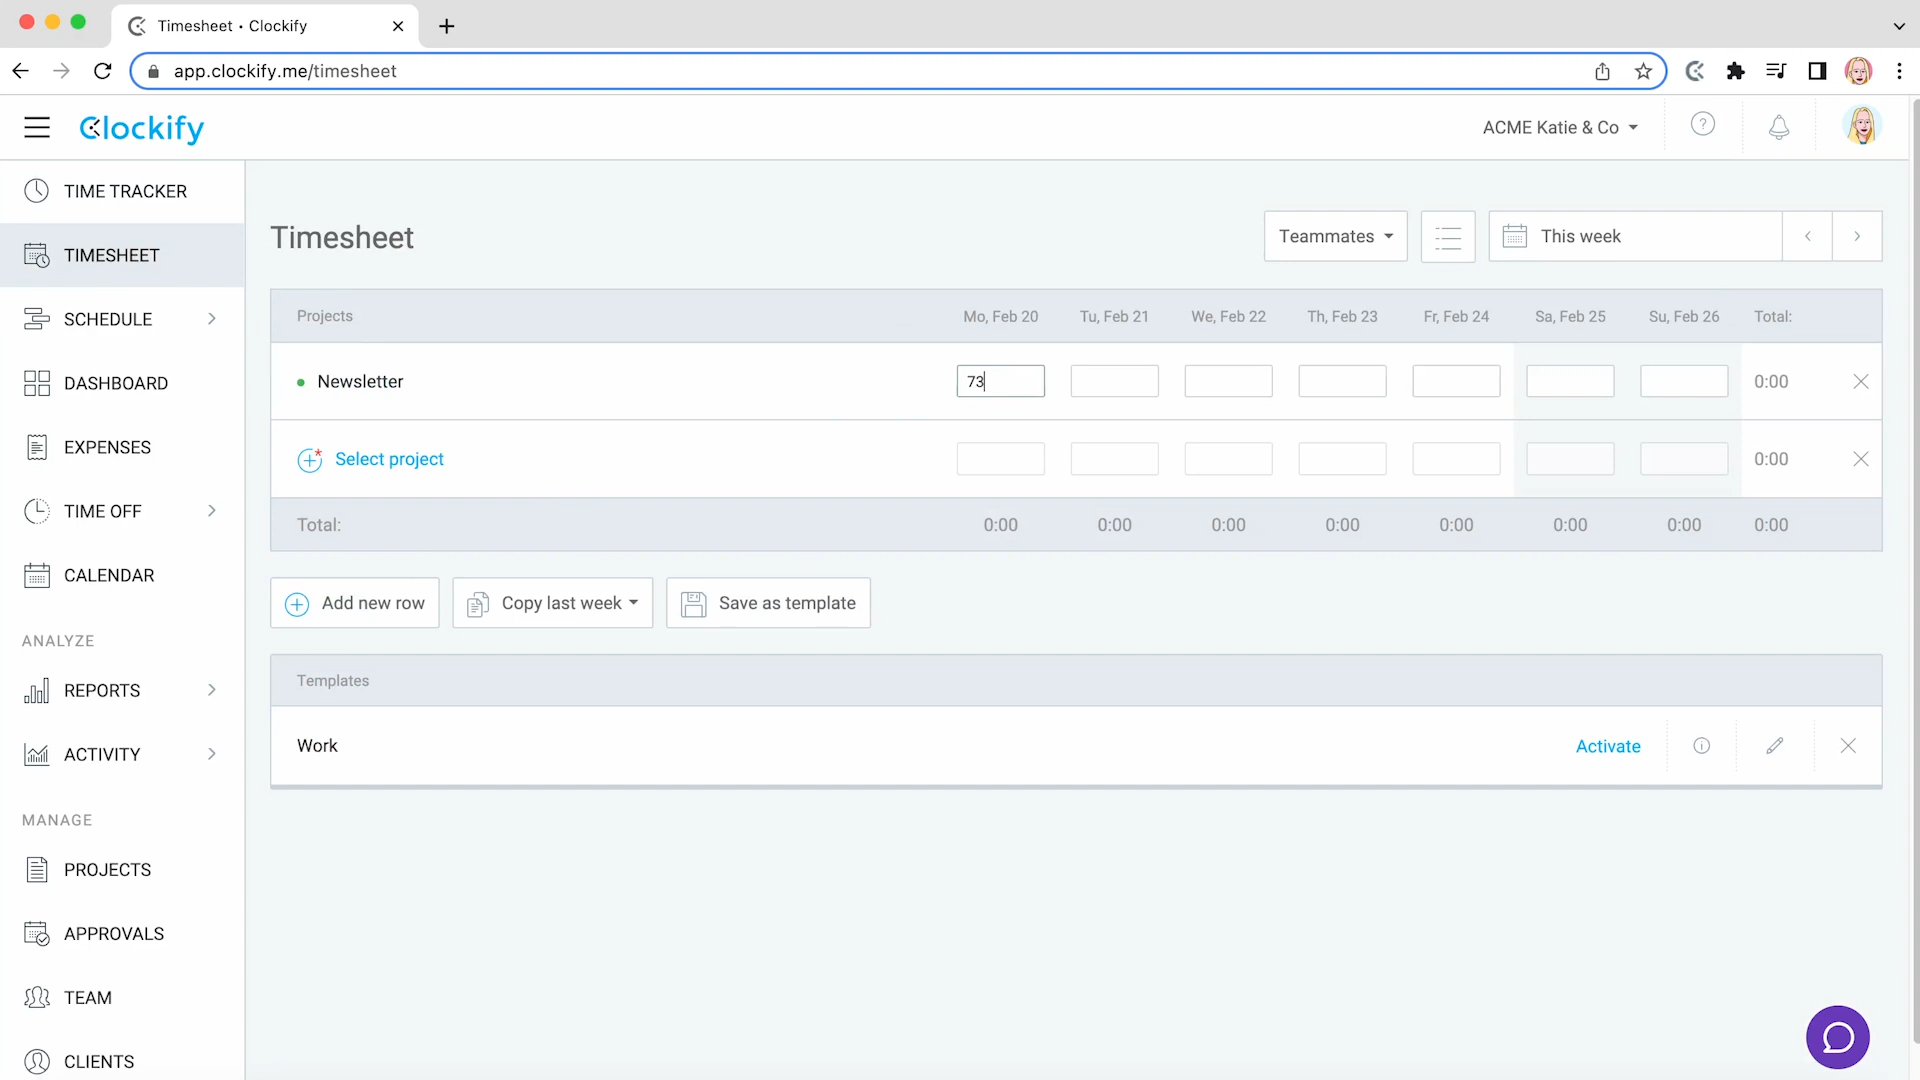 Timesheet • Clockify
app.clockify.me/timesheet
Clockify
ACME Katie & Co
TIME TRACKER
TIMESHEET
SCHEDULE
DASHBOARD
EXPENSES
TIME OFF
CALENDAR
ANALYZE
REPORTS
ACTIVITY
MANAGE
PROJECTS
APPROVALS
TEAM
CLIENTS
Timesheet
Teammates
This week
Projects Mo, Feb 20 Tu, Feb 21 We, Feb 22 Th, Feb 23 Fr, Feb 24 Sa, Feb 25 Su, Feb 26 Total:
Newsletter 73 0:00
Select project 0:00
Total: 0:00 0:00 0:00 0:00 0:00 0:00 0:00 0:00
Add new row Copy last week Save as template
Templates
Work Activate